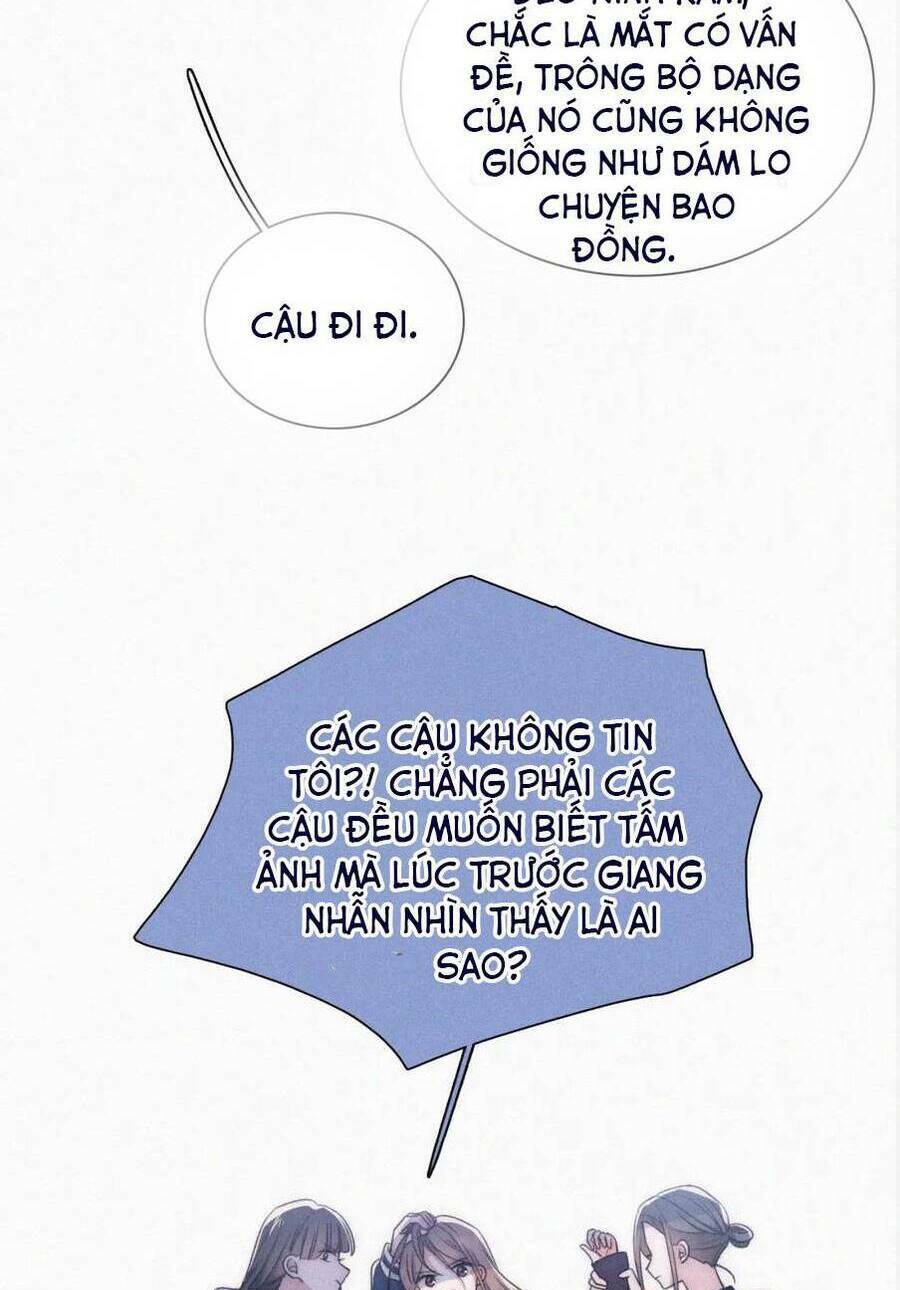 CHẮC LÀ MẮT CÓ VẤN
ĐỀ, TRÔNG BỘ DẠNG
CỦA NÓ CŨNG KHÔNG
GIỐNG NHƯ DÁM LO
CHUYỆN BAO
ĐỒNG.
CẬU ĐI ĐI.
CÁC CẬU KHÔNG TIN
TÔI?! CHẲNG PHẢI CÁC
CẬU ĐỀU MUỐN BIẾT TẤM
ẢNH MÀ LÚC TRƯỚC GIANG
NHẪN NHÌN THẤY LÀ AI
SAO?